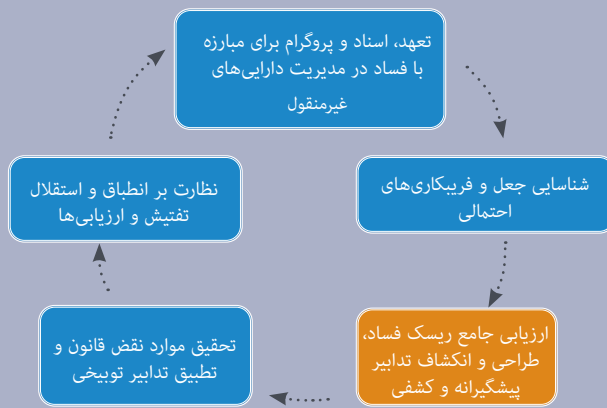 تعهد، اسناد و پروگرام برای مبارزه
با فساد در مدیریت دارایی‌های
غیرمنقول
شناسایی جعل و فریبکاری‌های
احتمالی
ارزیابی جامع ریسک فساد،
طراحی و انکشاف تدابیر
پیشگیرانه و کشفی
تحقیق موارد نقض قانون و
تطبیق تدابیر توبیخی
نظارت بر انطباق و استقلال
تفتیش و ارزیابی‌ها